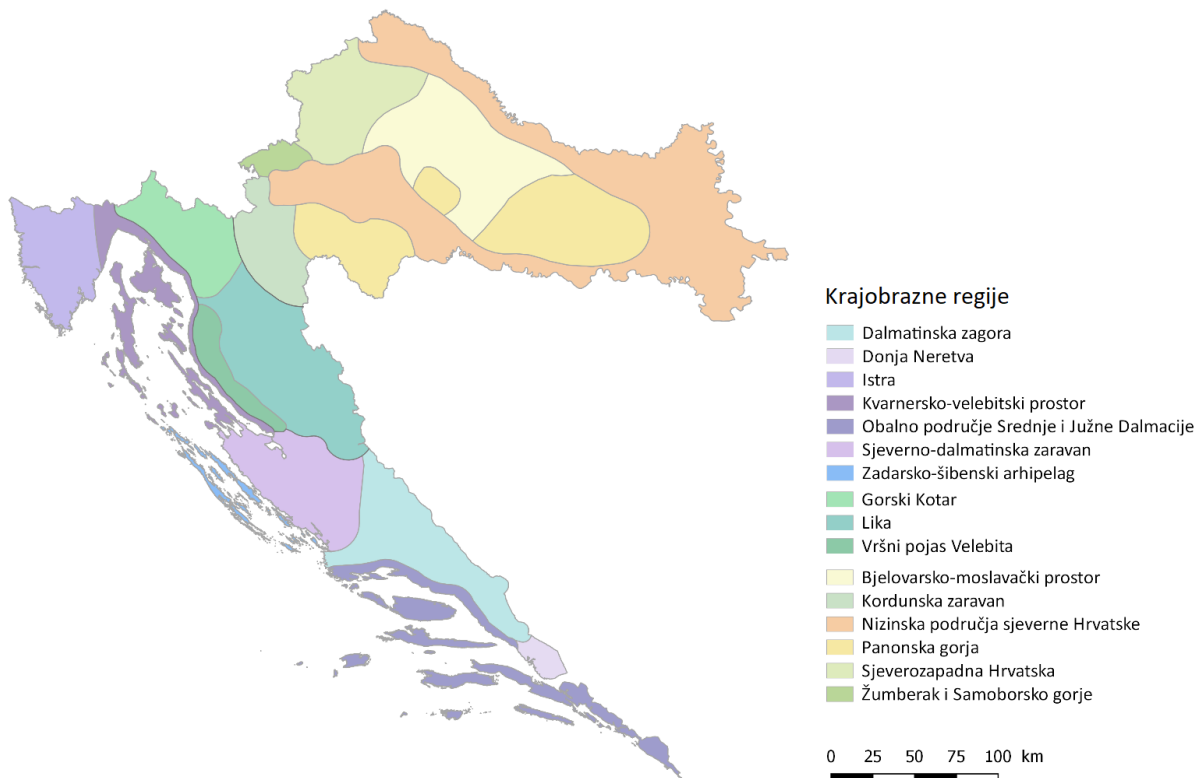 Krajobrazne regije
Dalmatinska zagora
Donja Neretva
Istra
Kvarnersko-velebitski prostor
Obalno područje Srednje i Južne Dalmacije
Sjeverno-dalmatinska zaravan
Zadarsko-šibenski arhipelag
Gorski Kotar
Lika
Vršni pojas Velebita
Bjelovarsko-moslavački prostor
Kordunska zaravan
Nizinska područja sjeverne Hrvatske
Panonska gorja
Sjeverozapadna Hrvatska
Žumberak i Samoborsko gorje
0 25 50 75 100 km